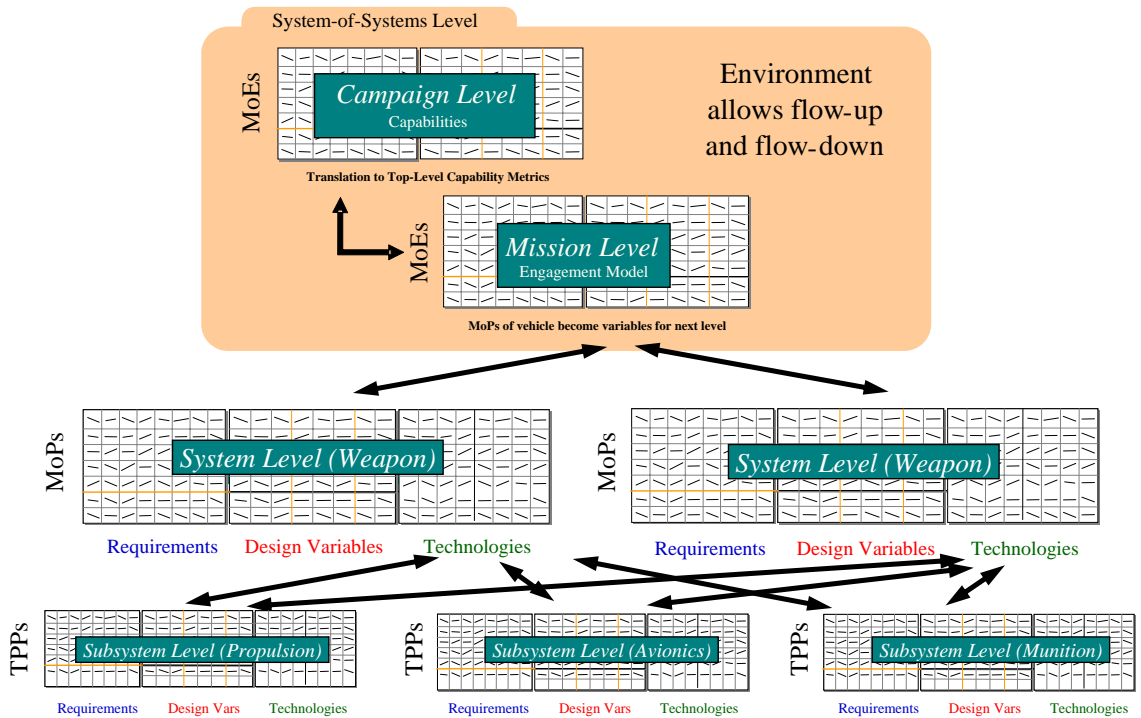 System-of-Systems Level
MoEs
Campaign Level
Capabilities
Environment
allows flow-up
and flow-down
Translation to Top-Level Capability Metrics
MoEs
Mission Level
Engagement Model
MoPs of vehicle become variables for next level
MoPs
System Level (Weapon)
Requirements
Design Variables
Technologies
MoPs
System Level (Weapon)
Requirements
Design Variables
Technologies
TPPs
Subsystem Level (Propulsion)
Requirements
Design Vars
Technologies
TPPs
Subsystem Level (Avionics)
Requirements
Design Vars
Technologies
TPPs
Subsystem Level (Munition)
Requirements
Design Vars
Technologies